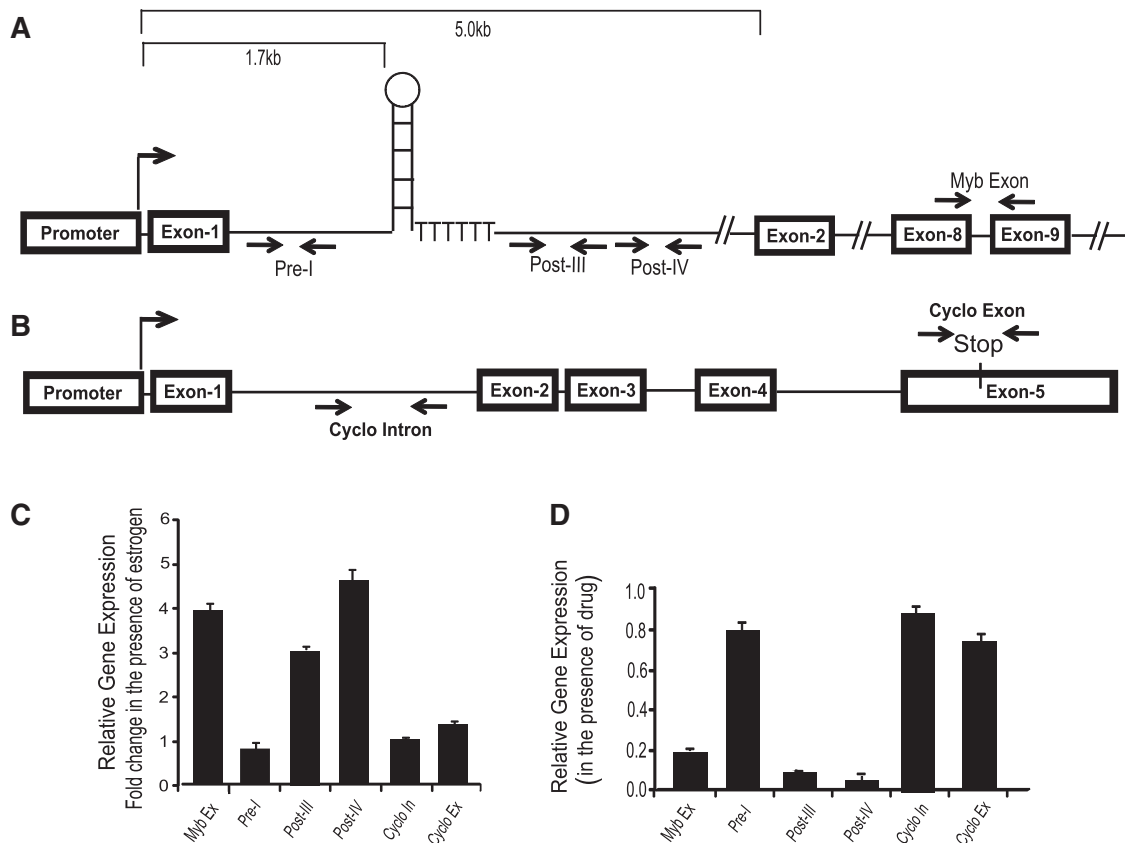 A
5.0kb
1.7kb
Promoter
Exon-1
Pre-I
TTTTTT
Post-III
Post-IV
Exon-2
Myb Exon
Exon-8
Exon-9
B
Promoter
Exon-1
Cyclo Intron
Exon-2
Exon-3
Exon-4
Cyclo Exon
Stop
Exon-5
C
Relative Gene Expression
Fold change in the presence of estrogen
6
5
4
3
2
1
0
Myb Ex
Pre-I
Post-III
Post-IV
Cyclo In
Cyclo Ex
D
Relative Gene Expression
(in the presence of drug)
1.0
0.8
0.6
0.4
0.2
0.0
Myb Ex
Pre-I
Post-III
Post-IV
Cyclo In
Cyclo Ex